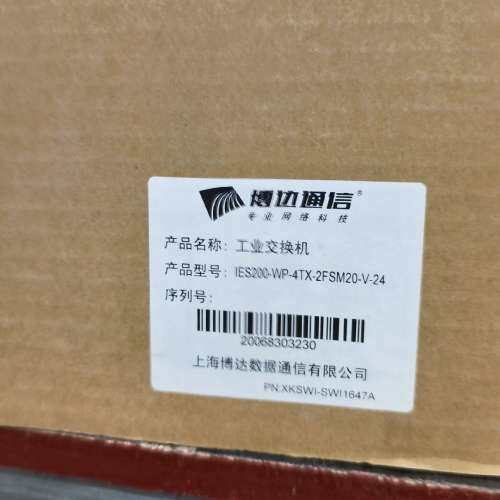 博达通信®
专业网络科技
产品名称: 工业交换机
产品型号: IES200-WP-4TX-2FSM20-V-24
序列号:
20068303230
上海博达数据通信有限公司
PN:XKSWI-SWI1647A